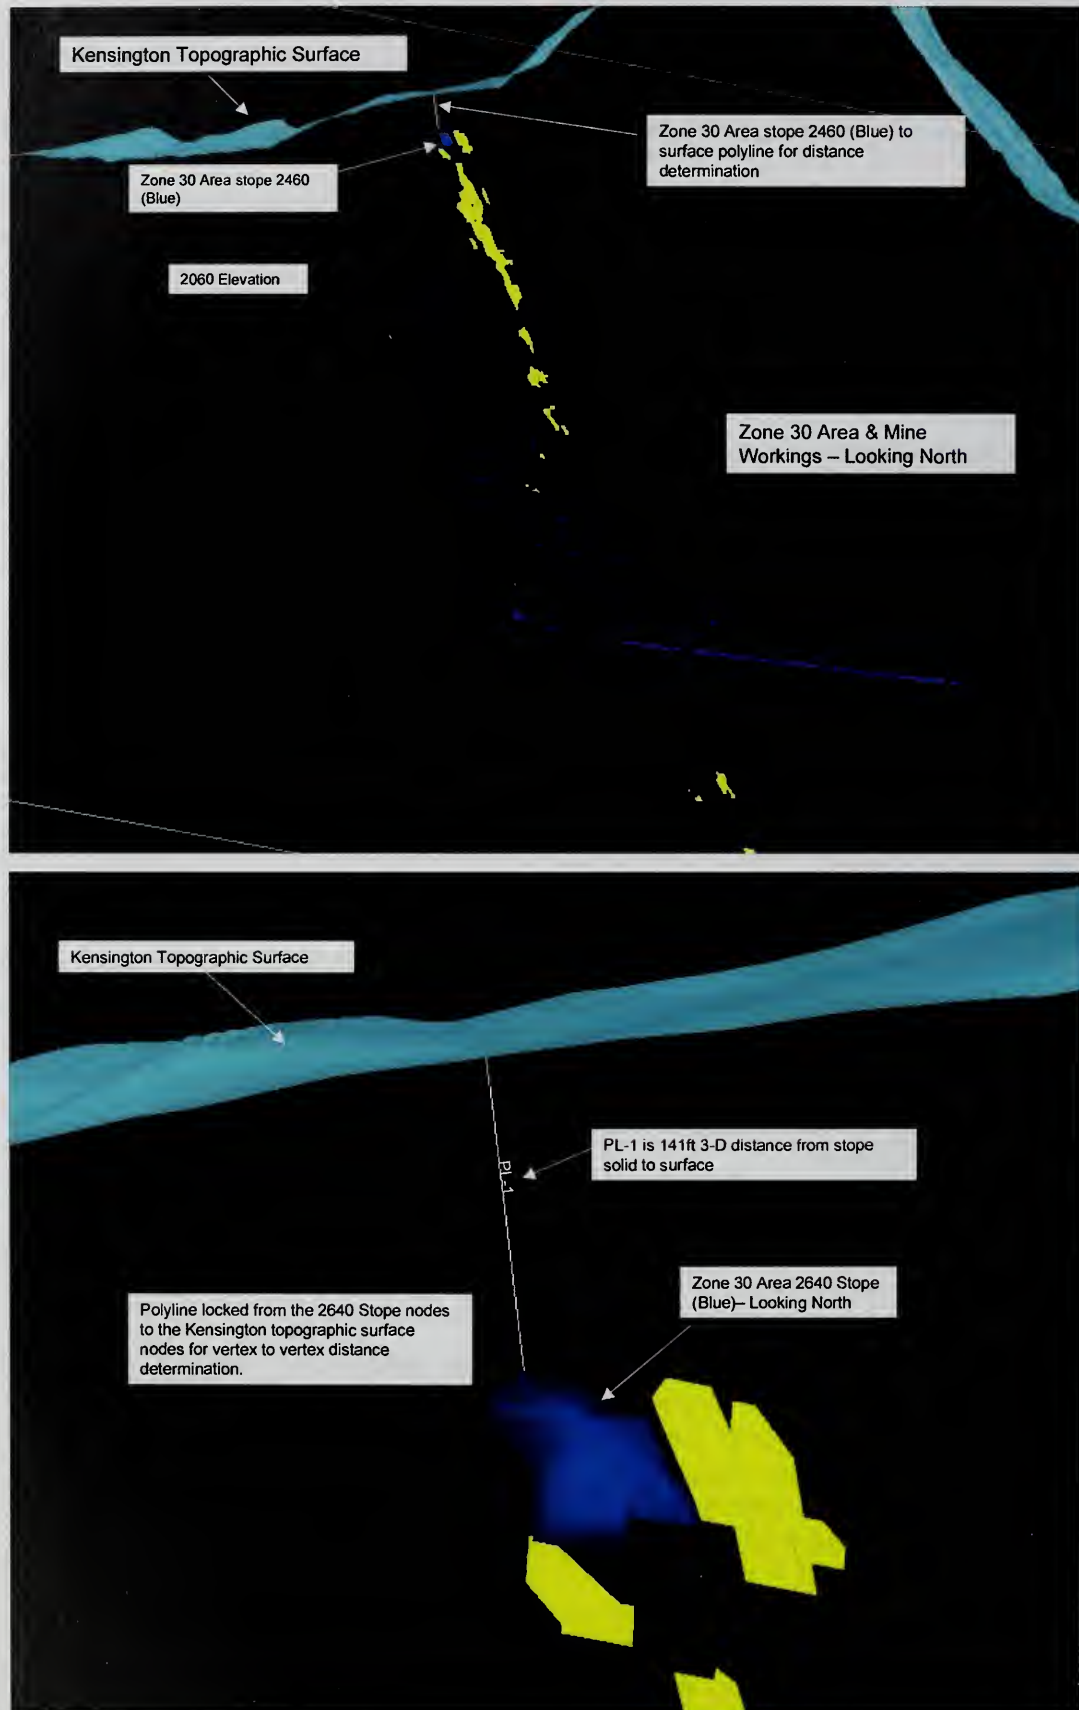 Kensington Topographic Surface
Zone 30 Area stope 2460 (Blue) to
surface polyline for distance
determination
Zone 30 Area stope 2460
(Blue)
2060 Elevation
Zone 30 Area & Mine
Workings – Looking North
Kensington Topographic Surface
PL-1 is 141ft 3-D distance from stope
solid to surface
PL-1
Zone 30 Area 2640 Stope
(Blue)– Looking North
Polyline locked from the 2640 Stope nodes
to the Kensington topographic surface
nodes for vertex to vertex distance
determination.